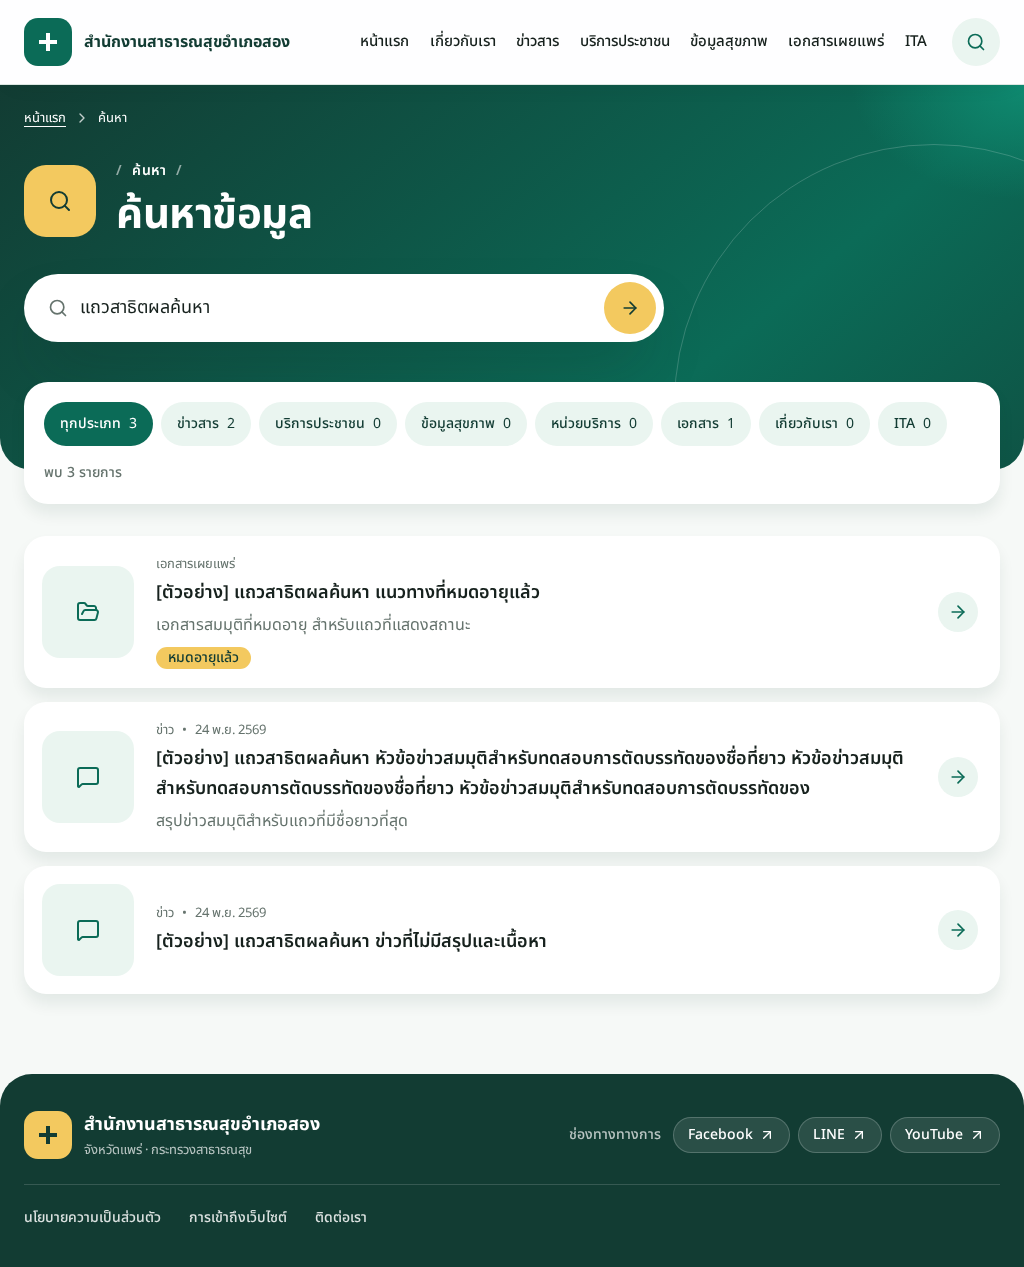 สำนักงานสาธารณสุขอำเภอสอง
หน้าแรก เกี่ยวกับเรา ข่าวสาร บริการประชาชน ข้อมูลสุขภาพ เอกสารเผยแพร่ ITA
หน้าแรก ค้นหา
/ ค้นหา /
ค้นหาข้อมูล
แถวสาธิตผลค้นหา
ทุกประเภท 3 ข่าวสาร 2 บริการประชาชน 0 ข้อมูลสุขภาพ 0 หน่วยบริการ 0 เอกสาร 1 เกี่ยวกับเรา 0 ITA 0
พบ 3 รายการ
เอกสารเผยแพร่
[ตัวอย่าง] แถวสาธิตผลค้นหา แนวทางที่หมดอายุแล้ว
เอกสารสมมุติที่หมดอายุ สำหรับแถวที่แสดงสถานะ
หมดอายุแล้ว
ข่าว • 24 พ.ย. 2569
[ตัวอย่าง] แถวสาธิตผลค้นหา หัวข้อข่าวสมมุติสำหรับทดสอบการตัดบรรทัดของชื่อที่ยาว หัวข้อข่าวสมมุติ
สำหรับทดสอบการตัดบรรทัดของชื่อที่ยาว หัวข้อข่าวสมมุติสำหรับทดสอบการตัดบรรทัดของ
สรุปข่าวสมมุติสำหรับแถวที่มีชื่อยาวที่สุด
ข่าว • 24 พ.ย. 2569
[ตัวอย่าง] แถวสาธิตผลค้นหา ข่าวที่ไม่มีสรุปและเนื้อหา
สำนักงานสาธารณสุขอำเภอสอง
จังหวัดแพร่ · กระทรวงสาธารณสุข
ช่องทางทางการ Facebook LINE YouTube
นโยบายความเป็นส่วนตัว การเข้าถึงเว็บไซต์ ติดต่อเรา